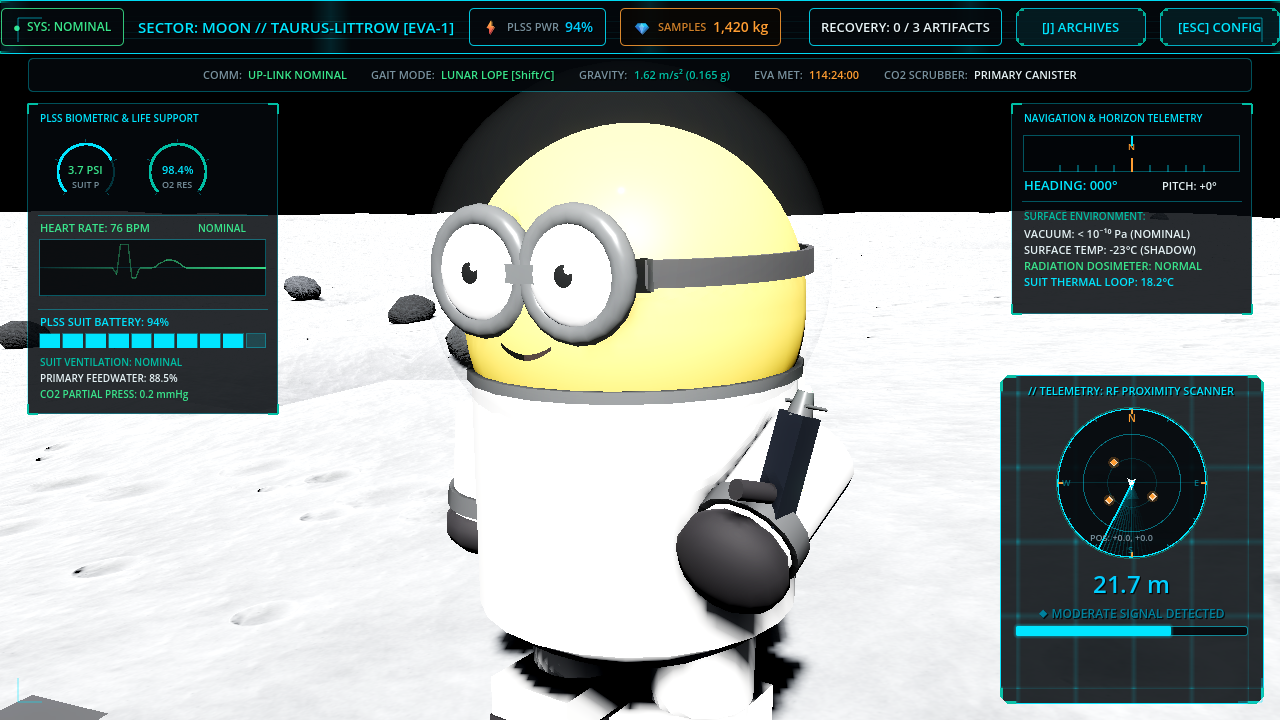 SYS: NOMINAL
SECTOR: MOON // TAURUS-LITTROW [EVA-1]
PLSS PWR 94%
SAMPLES 1,420 kg
RECOVERY: 0 / 3 ARTIFACTS
[J] ARCHIVES
[ESC] CONFIG
COMM: UP-LINK NOMINAL
GAIT MODE: LUNAR LOPE [Shift/C]
GRAVITY: 1.62 m/s² (0.165 g)
EVA MET: 114:24:00
CO2 SCRUBBER: PRIMARY CANISTER
PLSS BIOMETRIC & LIFE SUPPORT
3.7 PSI
SUIT P
98.4%
O2 RES
HEART RATE: 76 BPM
NOMINAL
PLSS SUIT BATTERY: 94%
SUIT VENTILATION: NOMINAL
PRIMARY FEEDWATER: 88.5%
CO2 PARTIAL PRESS: 0.2 mmHg
NAVIGATION & HORIZON TELEMETRY
N
HEADING: 000°
PITCH: +0°
SURFACE ENVIRONMENT:
VACUUM: < 10⁻¹⁰ Pa (NOMINAL)
SURFACE TEMP: -23°C (SHADOW)
RADIATION DOSIMETER: NORMAL
SUIT THERMAL LOOP: 18.2°C
// TELEMETRY: RF PROXIMITY SCANNER
N
W
E
POS: +0.0, +0.0
S
21.7 m
◆ MODERATE SIGNAL DETECTED